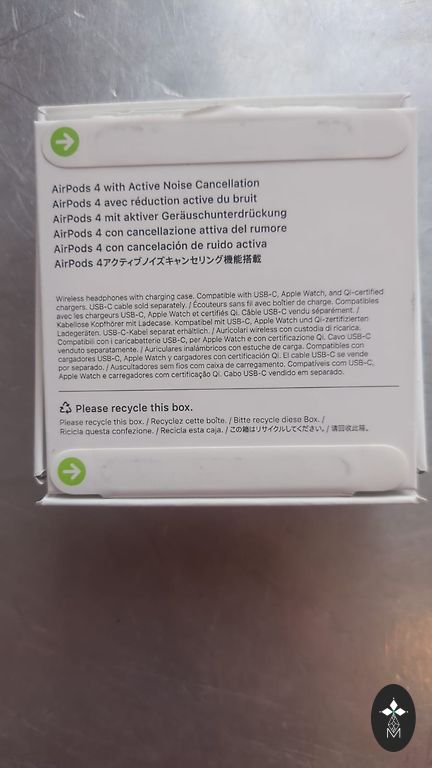 AirPods 4 with Active Noise Cancellation
AirPods 4 avec réduction active du bruit
AirPods 4 mit aktiver Geräuschunterdrückung
AirPods 4 con cancellazione attiva del rumore
AirPods 4 con cancelación de ruido activa
AirPods 4アクティブノイズキャンセリング機能搭載
Wireless headphones with charging case. Compatible with USB-C, Apple Watch, and Qi-certified
chargers. USB-C cable sold separately. / Écouteurs sans fil avec boîtier de charge. Compatibles
avec les chargeurs USB-C, Apple Watch et certifiés Qi. Câble USB-C vendu séparément. /
Kabellose Kopfhörer mit Ladecase. Kompatibel mit USB-C, Apple Watch und Qi-zertifizierten
Ladegeräten. USB-C-Kabel separat erhältlich. / Auricolari wireless con custodia di ricarica.
Compatibili con i caricabatterie USB-C, per Apple Watch e con certificazione Qi. Cavo USB-C
venduto separatamente. / Auriculares inalámbricos con estuche de carga. Compatibles con
cargadores USB-C, Apple Watch y cargadores con certificación Qi. El cable USB-C se vende
por separado. / Auscultadores sem fios com caixa de carregamento. Compatíveis com USB-C,
Apple Watch e carregadores com certificação Qi. Cabo USB-C vendido em separado.
Please recycle this box.
Please recycle this box. / Recyclez cette boîte. / Bitte recycle diese Box. /
Ricicla questa confezione. / Recicla esta caja. / この箱はリサイクルしてください。/ 请回收此箱。
M